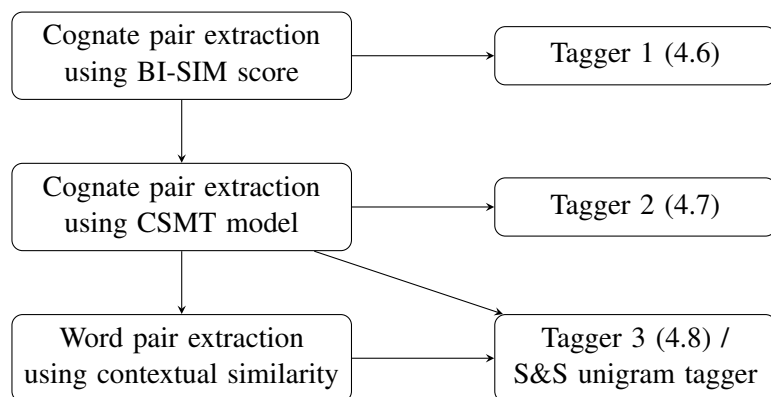 Cognate pair extraction
using BI-SIM score
Tagger 1 (4.6)
Cognate pair extraction
using CSMT model
Tagger 2 (4.7)
Word pair extraction
using contextual similarity
Tagger 3 (4.8) /
S&S unigram tagger